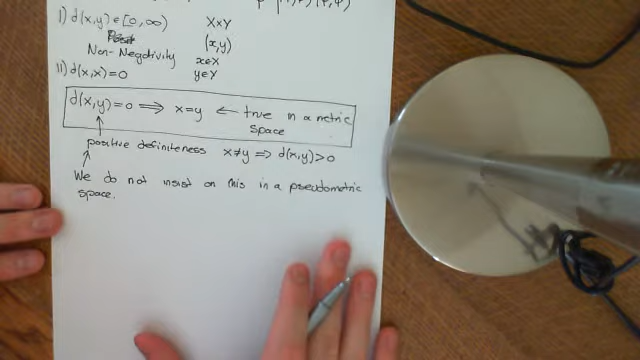 I) d(x,y) ∈ [0,∞)    X×Y
Non-Negativity    (x,y)
x∈X
II) d(x,x)=0    y∈Y
d(x,y)=0 ⟹ x=y ← true in a metric
space
positive definiteness x≠y ⟹ d(x,y)>0
We do not insist on this in a pseudometric
space.